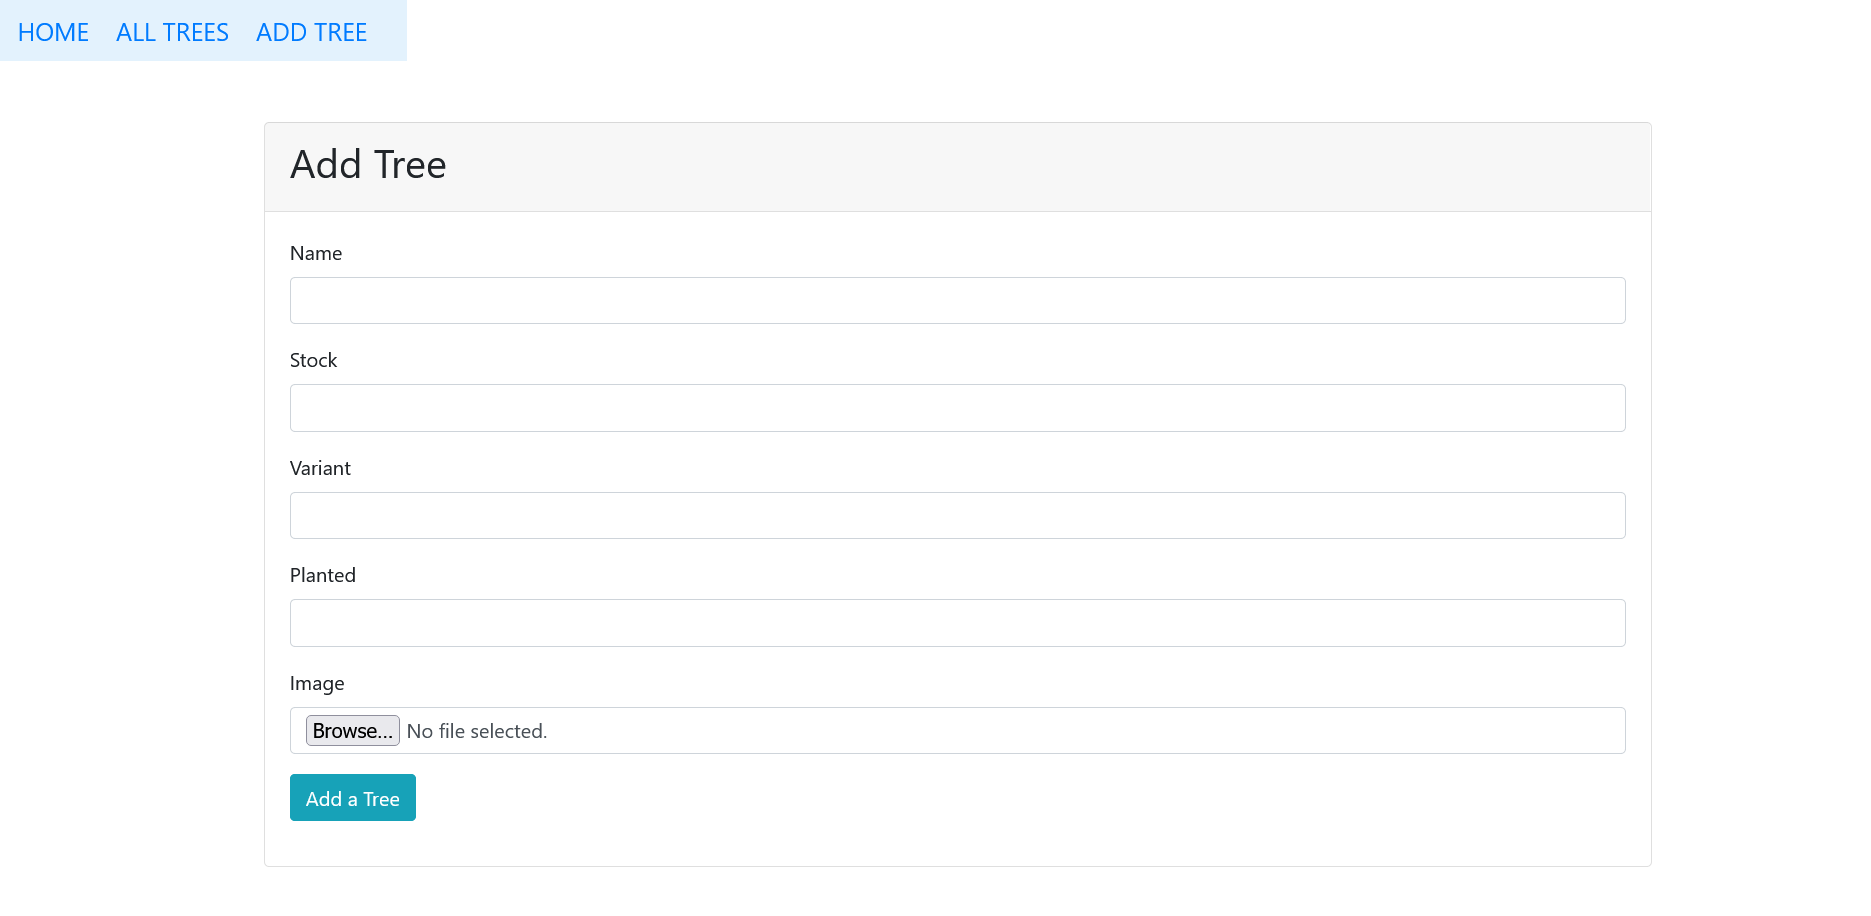 HOME ALL TREES ADD TREE
Add Tree
Name
Stock
Variant
Planted
Image
Browse... No file selected.
Add a Tree